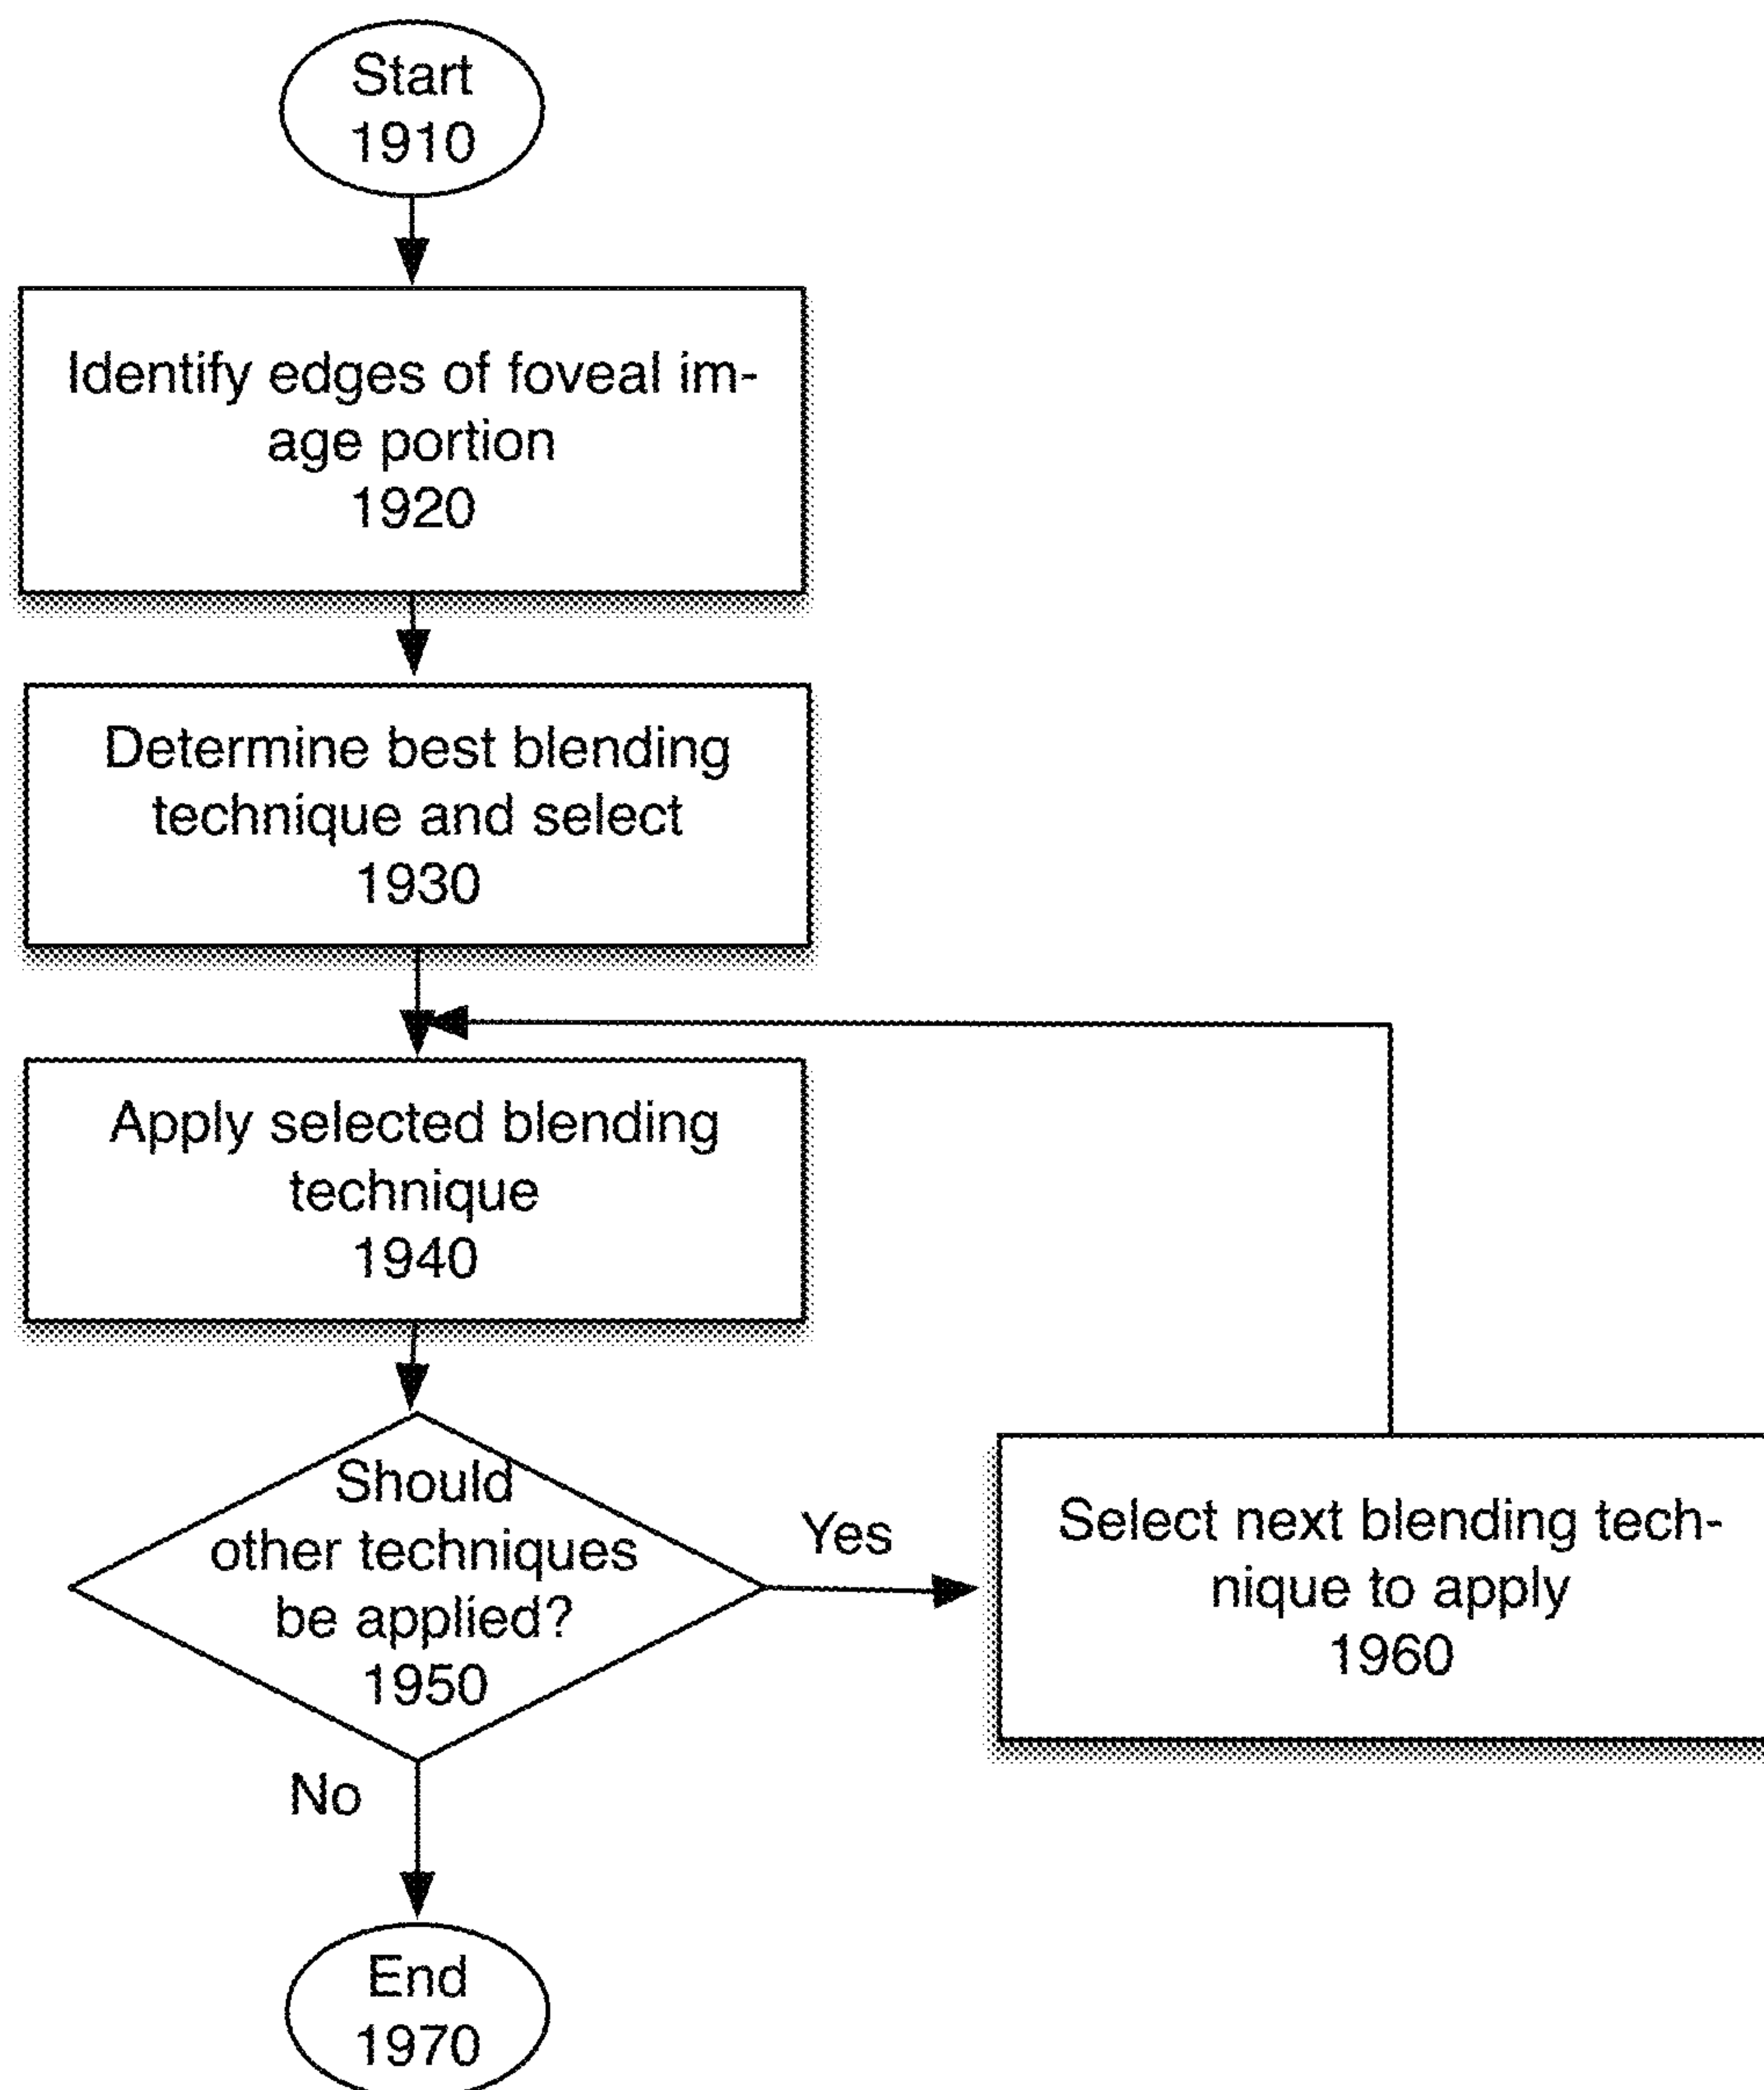 Start
1910
Identify edges of foveal im-
age portion
1920
Determine best blending
technique and select
1930
Apply selected blending
technique
1940
Should
other techniques
be applied?
1950
Yes
Select next blending tech-
nique to apply
1960
No
End
1970